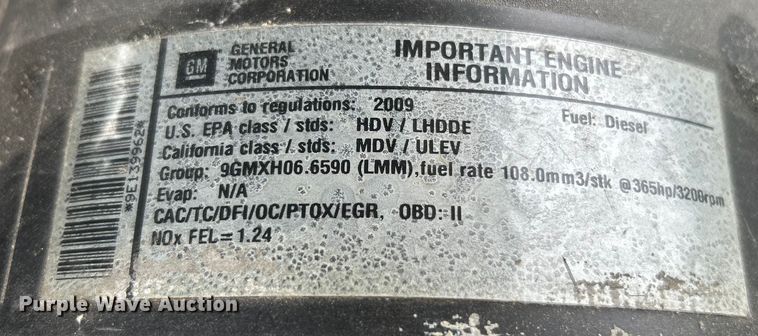 GM
GENERAL
MOTORS
CORPORATION
IMPORTANT ENGINE
INFORMATION
Conforms to regulations: 2009
Fuel: Diesel
U.S. EPA class / stds: HDV / LHDDE
California class / stds: MDV / ULEV
Group: 9GMXH06.6590 (LMM),fuel rate 108.0mm3/stk @365hp/3200rpm
Evap: N/A
CAC/TC/DFI/OC/PTOX/EGR, OBD: II
NOx FEL=1.24
*9EI39962*
Purple Wave Auction